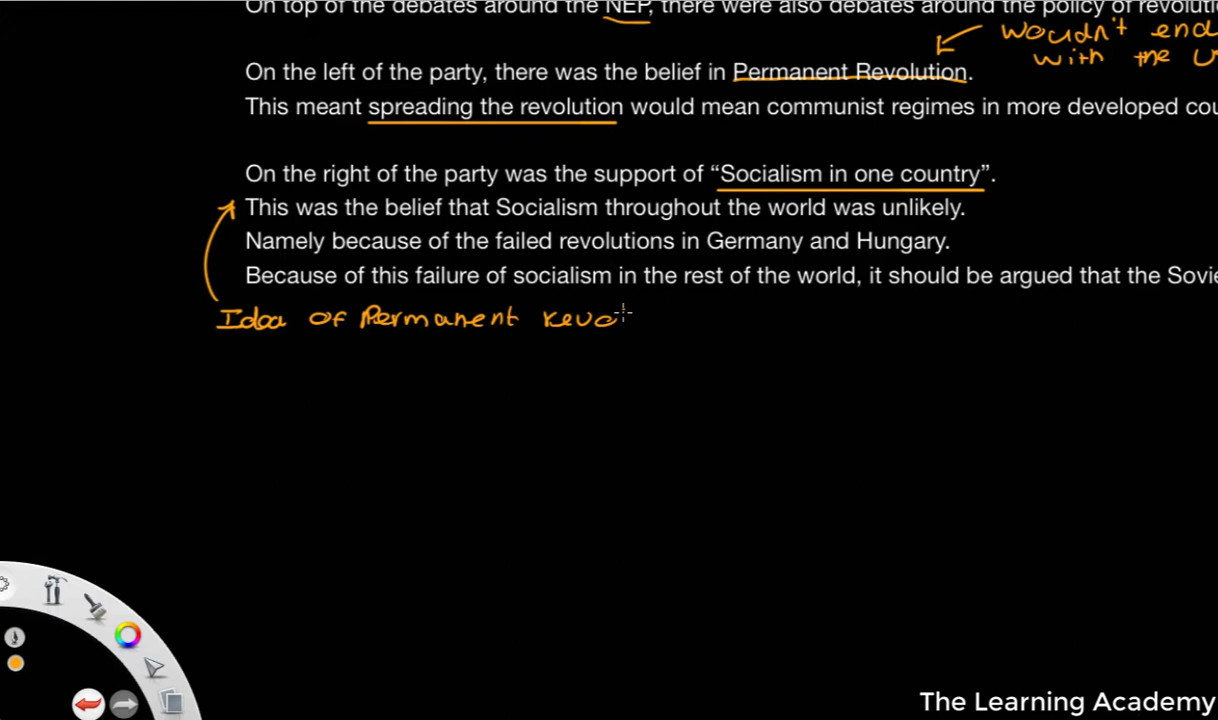 On top of the debates around the NEP, there were also debates around the policy of revoluti
wouldn't end
with the U
On the left of the party, there was the belief in Permanent Revolution.
This meant spreading the revolution would mean communist regimes in more developed cou
On the right of the party was the support of “Socialism in one country”.
This was the belief that Socialism throughout the world was unlikely.
Namely because of the failed revolutions in Germany and Hungary.
Because of this failure of socialism in the rest of the world, it should be argued that the Sovie
Idea of Permanent Revo
The Learning Academy